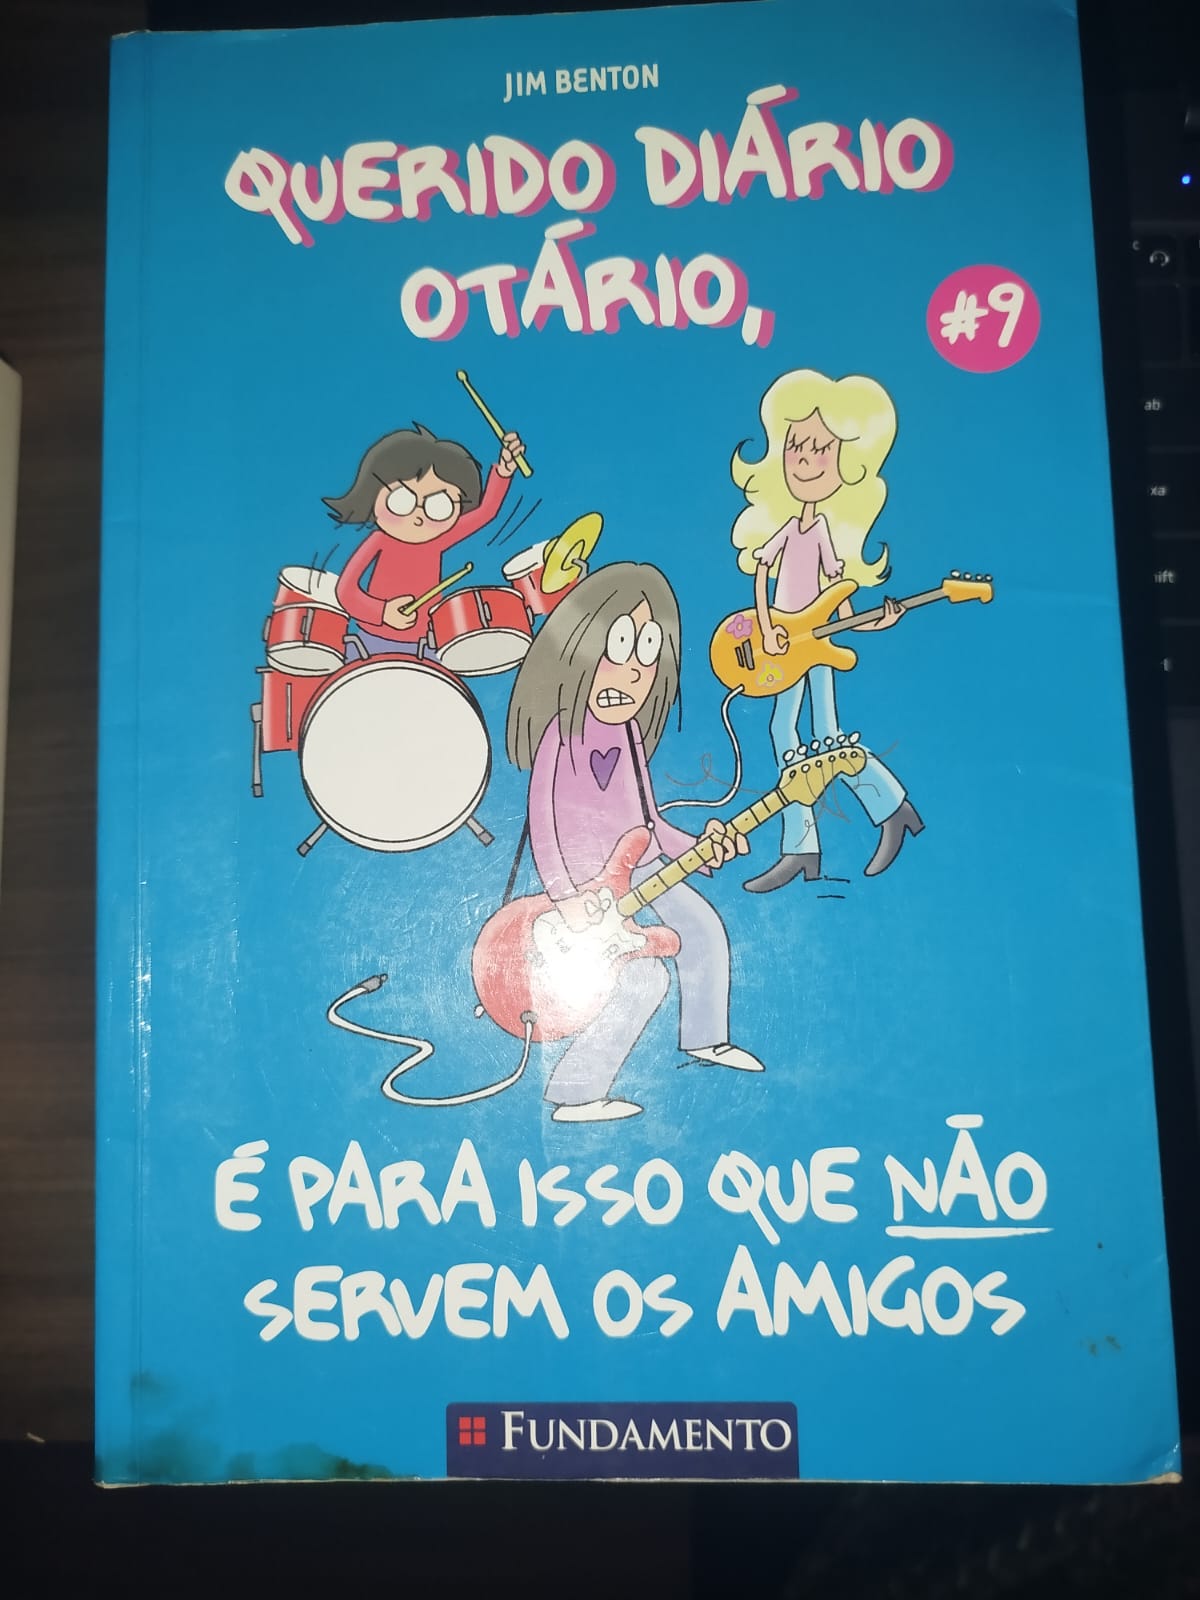 JIM BENTON
QUERIDO DIÁRIO
OTÁRIO,
#9
É PARA ISSO QUE NÃO
SERVEM OS AMIGOS
FUNDAMENTO